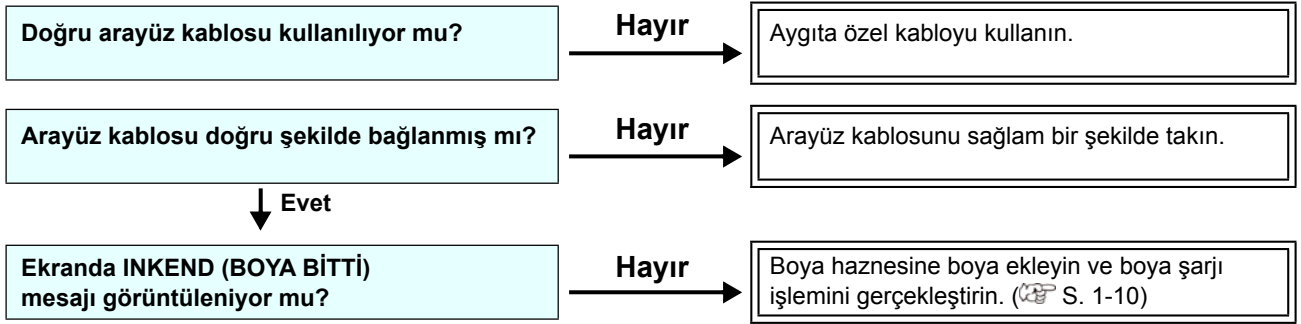 Doğru arayüz kablosu kullanılıyor mu?
Hayır
Aygıta özel kabloyu kullanın.
Arayüz kablosu doğru şekilde bağlanmış mı?
Hayır
Arayüz kablosunu sağlam bir şekilde takın.
Evet
Ekranda INKEND (BOYA BİTTİ)
mesajı görüntüleniyor mu?
Hayır
Boya haznesine boya ekleyin ve boya şarjı
işlemini gerçekleştirin. (☞ S. 1-10)